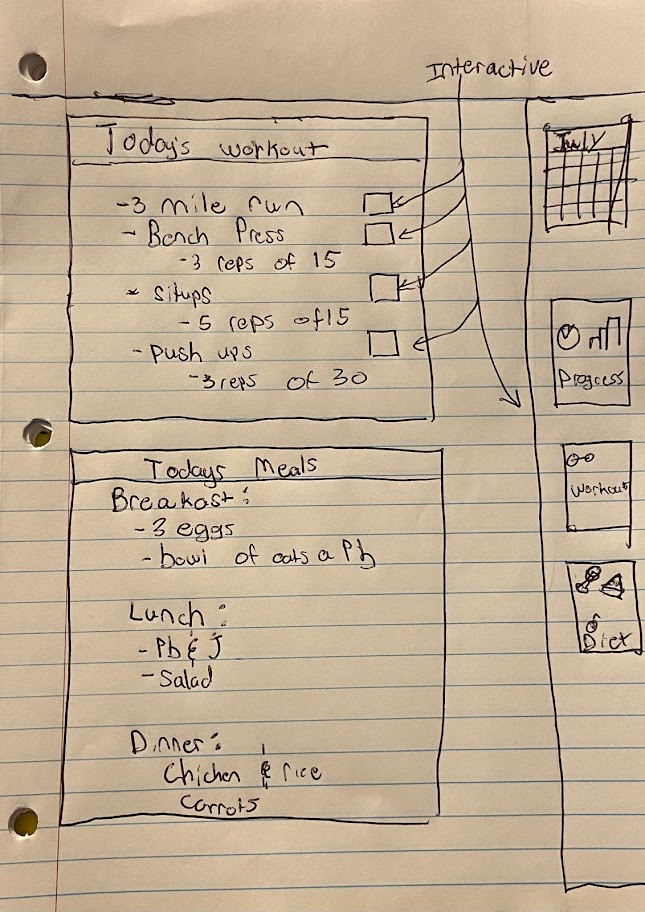 Interactive
Today's workout
-3 mile run
- Bench Press
-3 reps of 15
* situps
- 5 reps of 15
- push ups
-3 reps of 30
Todays Meals
Breakast:
-3 eggs
- bowl of oats a Pb
Lunch:
- Pb & J
- Salad
Dinner:
Chicken & rice
Carrots
July
Progress
Workout
Diet